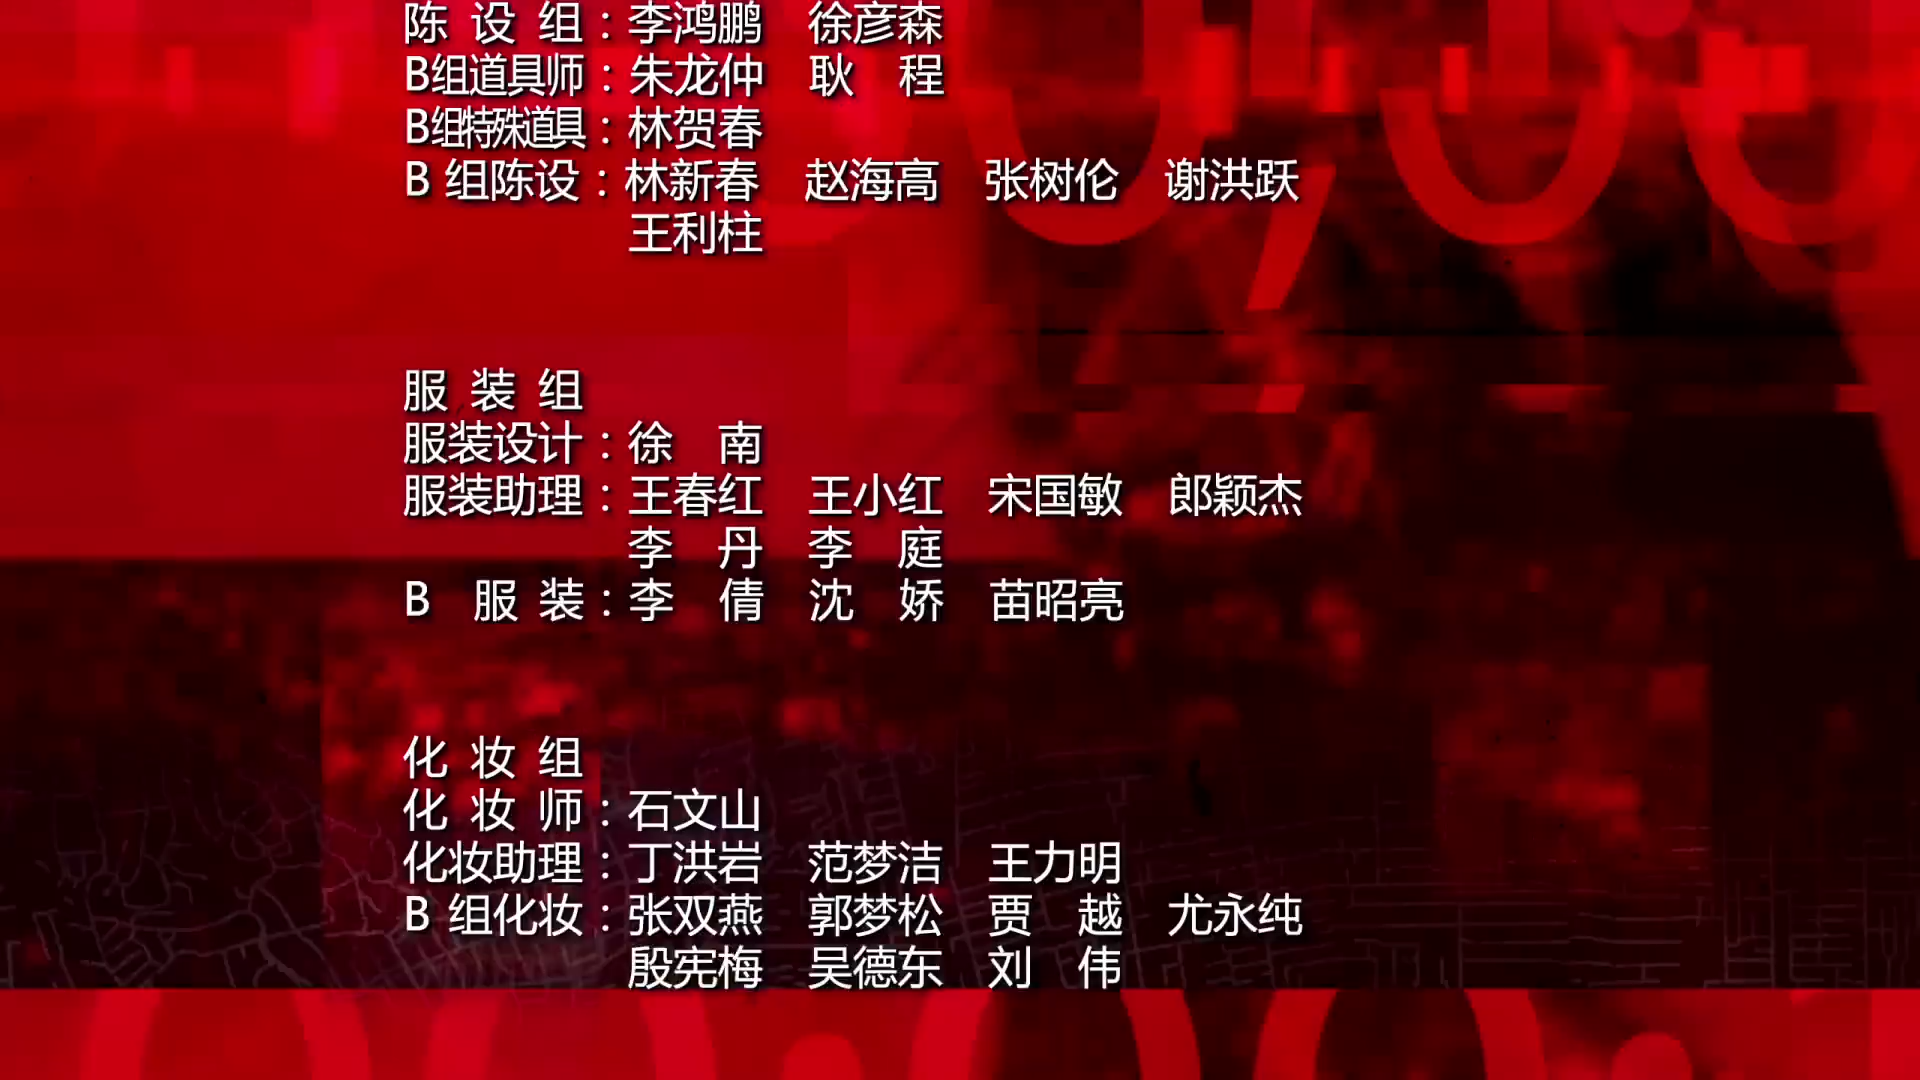 陈 设 组：李鸿鹏 徐彦森
B组道具师：朱龙仲 耿 程
B组特殊道具：林贺春
B 组陈设：林新春 赵海高 张树伦 谢洪跃
王利柱
服 装 组
服装设计：徐 南
服装助理：王春红 王小红 宋国敏 郎颖杰
李 丹 李 庭
B 服 装：李 倩 沈 娇 苗昭亮
化 妆 组
化 妆 师：石文山
化妆助理：丁洪岩 范梦洁 王力明
B 组化妆：张双燕 郭梦松 贾 越 尤永纯
殷宪梅 吴德东 刘 伟